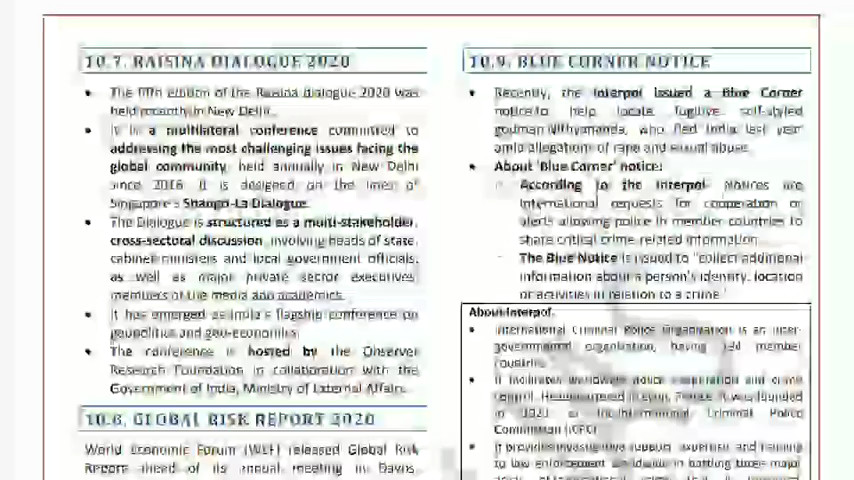 10.7. RAISINA DIALOGUE 2020
The fifth edition of the Raisina dialogue 2020 was
held recently in New Delhi.
It is a multilateral conference committed to
addressing the most challenging issues facing the
global community, held annually in New Delhi
since 2016. It is designed on the lines of
Singapore's Shangri-La Dialogue.
The Dialogue is structured as a multi-stakeholder,
cross-sectoral discussion, involving heads of state,
cabinet ministers and local government officials,
as well as major private sector executives,
members of the media and academics.
It has emerged as India's flagship conference on
geopolitics and geo-economics.
The conference is hosted by the Observer
Research Foundation in collaboration with the
Government of India, Ministry of External Affairs.
10.8. GLOBAL RISK REPORT 2020
World Economic Forum (WEF) released Global Risk
Report ahead of its annual meeting in Davos,
10.9. BLUE CORNER NOTICE
Recently, the Interpol issued a Blue Corner
notice to help locate fugitive self-styled
godman Nithyananda, who fled India last year
amid allegations of rape and sexual abuse.
About 'Blue Corner' notice:
According to the Interpol Notices are
international requests for cooperation or
alerts allowing police in member countries to
share critical crime-related information.
The Blue Notice is issued to "collect additional
information about a person's identity, location
or activities in relation to a crime."
About Interpol:
International Criminal Police Organisation is an inter-
governmental organisation, having 194 member
countries.
It facilitates worldwide police cooperation and crime
control. Headquartered in Lyon, France, it was founded
in as International Criminal Police
Commission (ICPC)
It provides investigative support, expertise and training
to law enforcement worldwide in battling three major